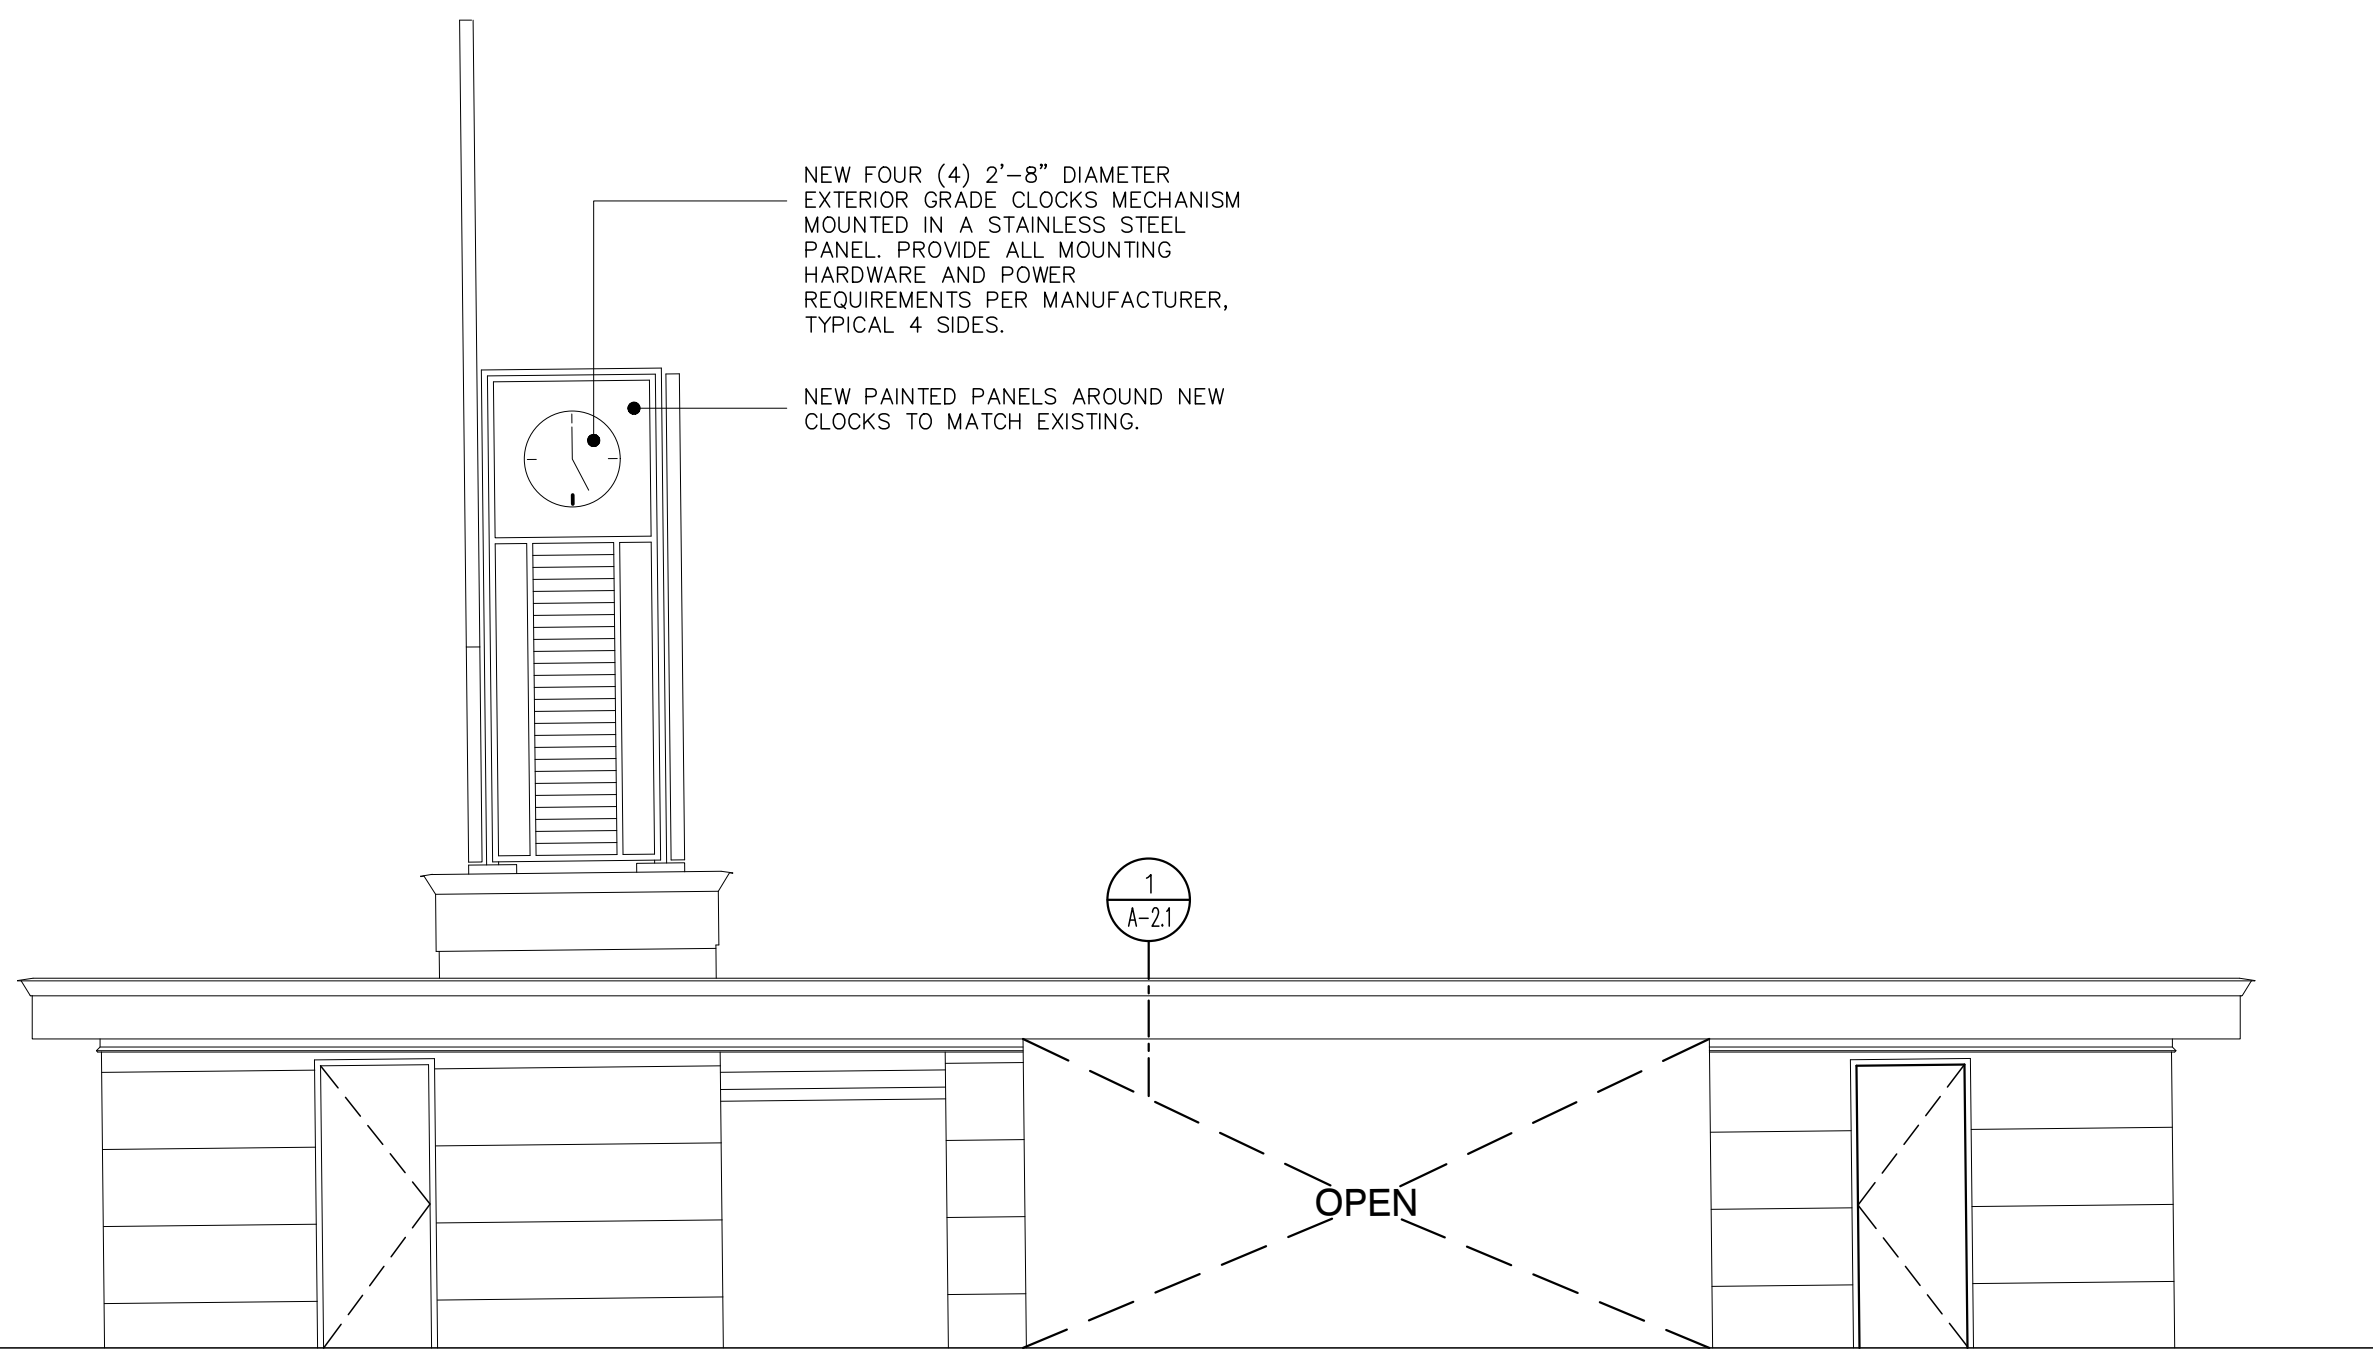 NEW FOUR (4) 2'-8" DIAMETER
EXTERIOR GRADE CLOCKS MECHANISM
MOUNTED IN A STAINLESS STEEL
PANEL. PROVIDE ALL MOUNTING
HARDWARE AND POWER
REQUIREMENTS PER MANUFACTURER,
TYPICAL 4 SIDES.
NEW PAINTED PANELS AROUND NEW
CLOCKS TO MATCH EXISTING.
1
A-2.1
OPEN